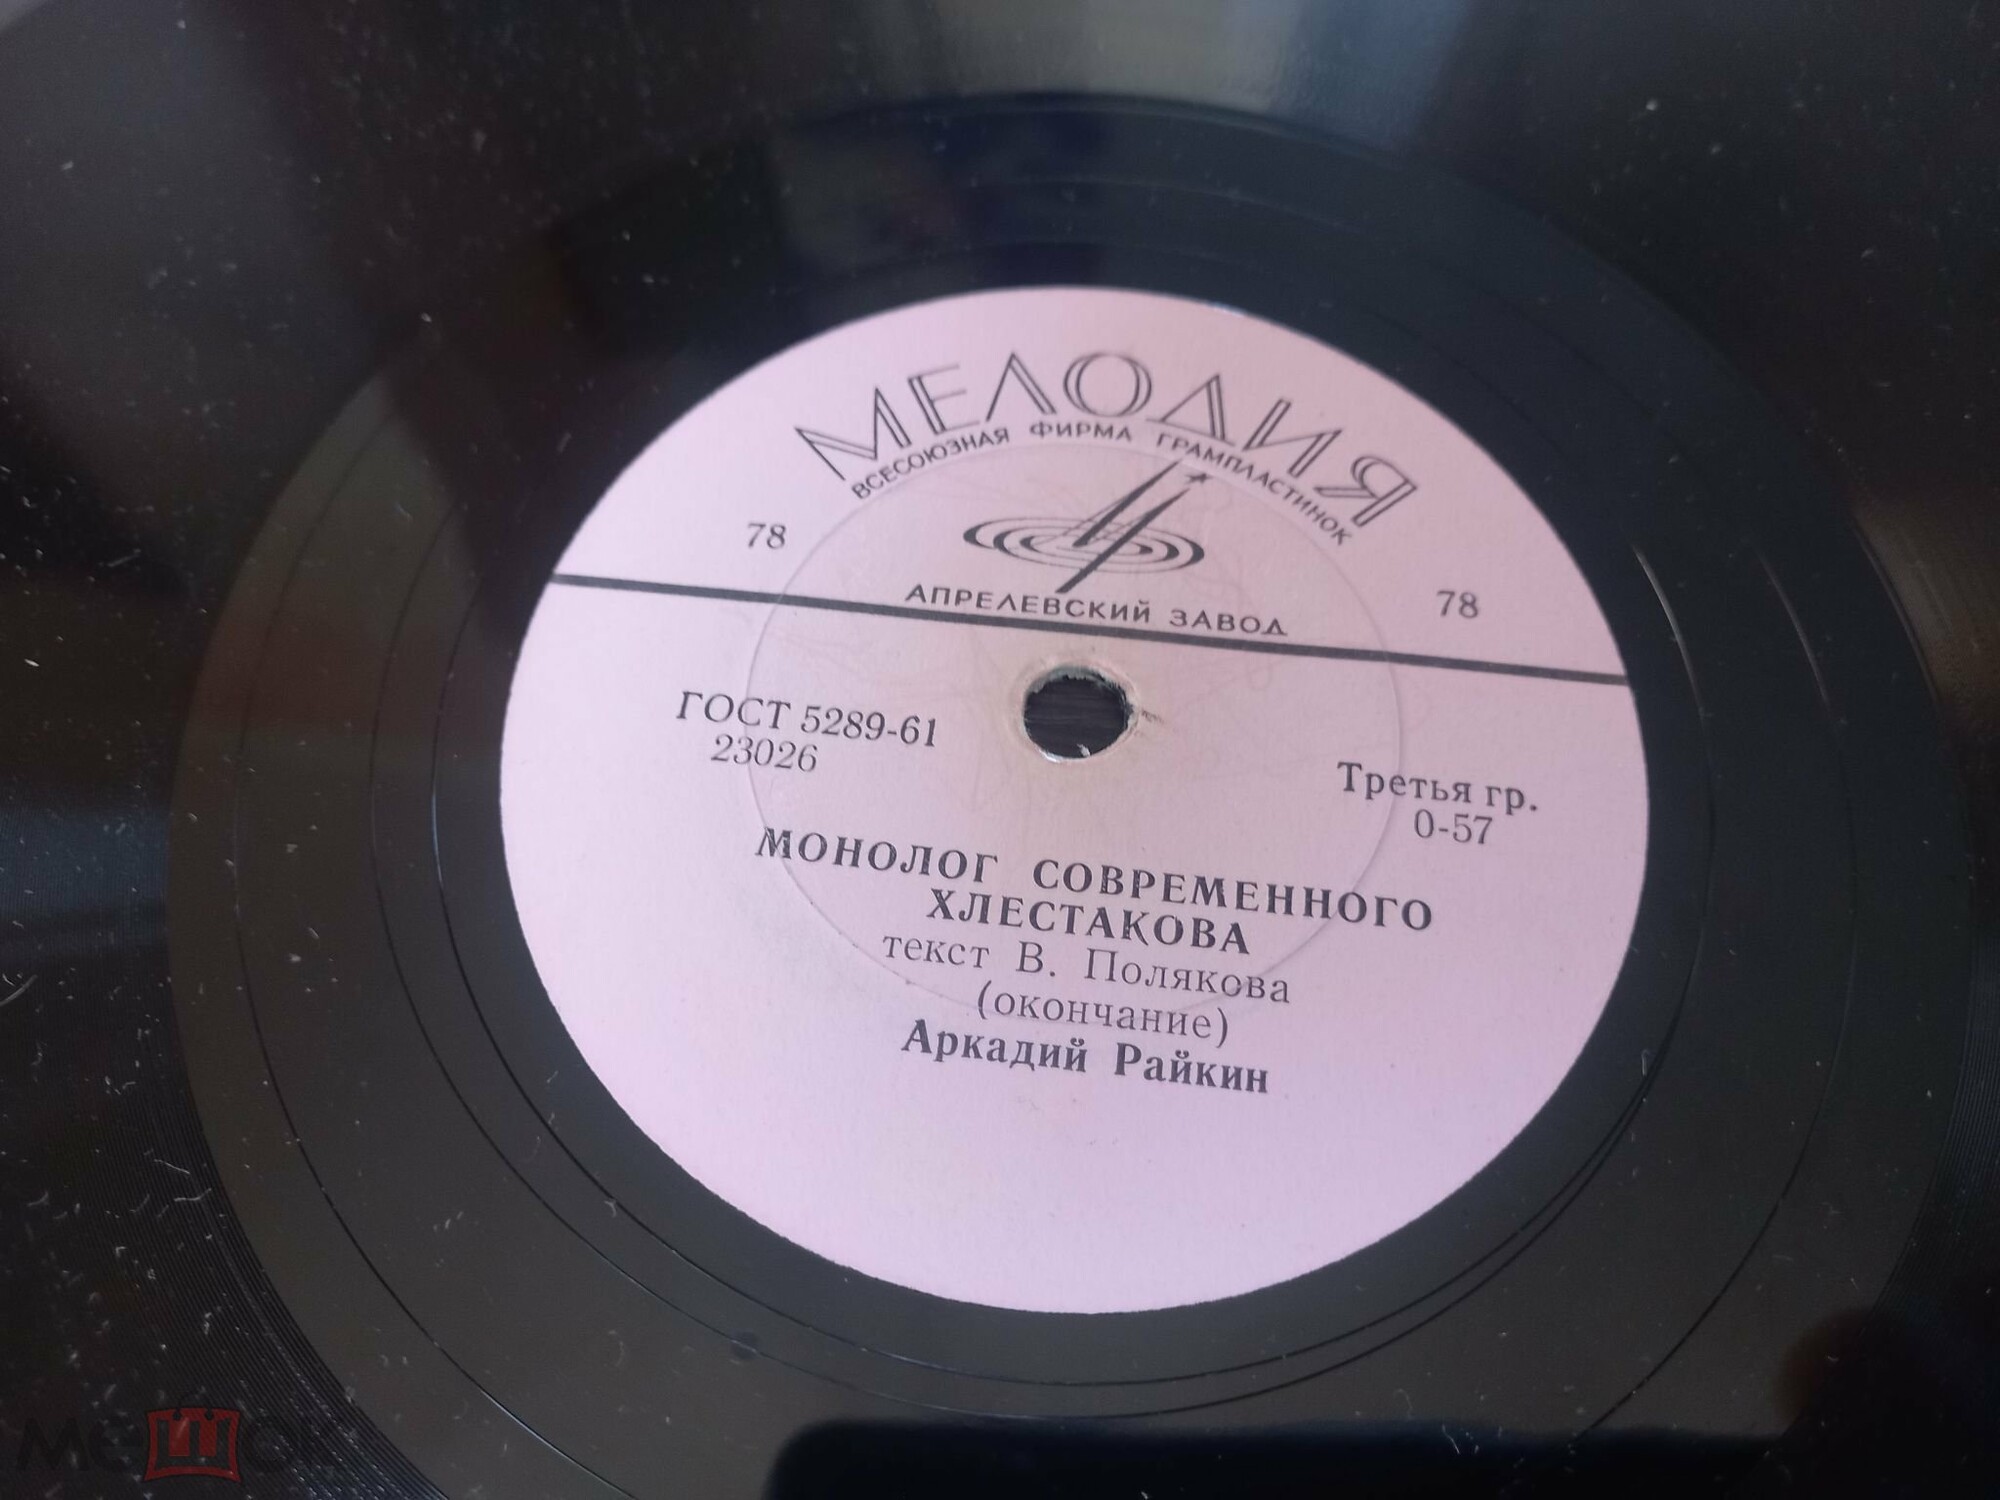 МЕЛОДИЯ
ВСЕСОЮЗНАЯ ФИРМА ГРАМПЛАСТИНОК
78
78
АПРЕЛЕВСКИЙ ЗАВОД
ГОСТ 5289-61
23026
Третья гр.
0-57
МОНОЛОГ СОВРЕМЕННОГО
ХЛЕСТАКОВА
текст В. Полякова
(окончание)
Аркадий Райкин
мешок